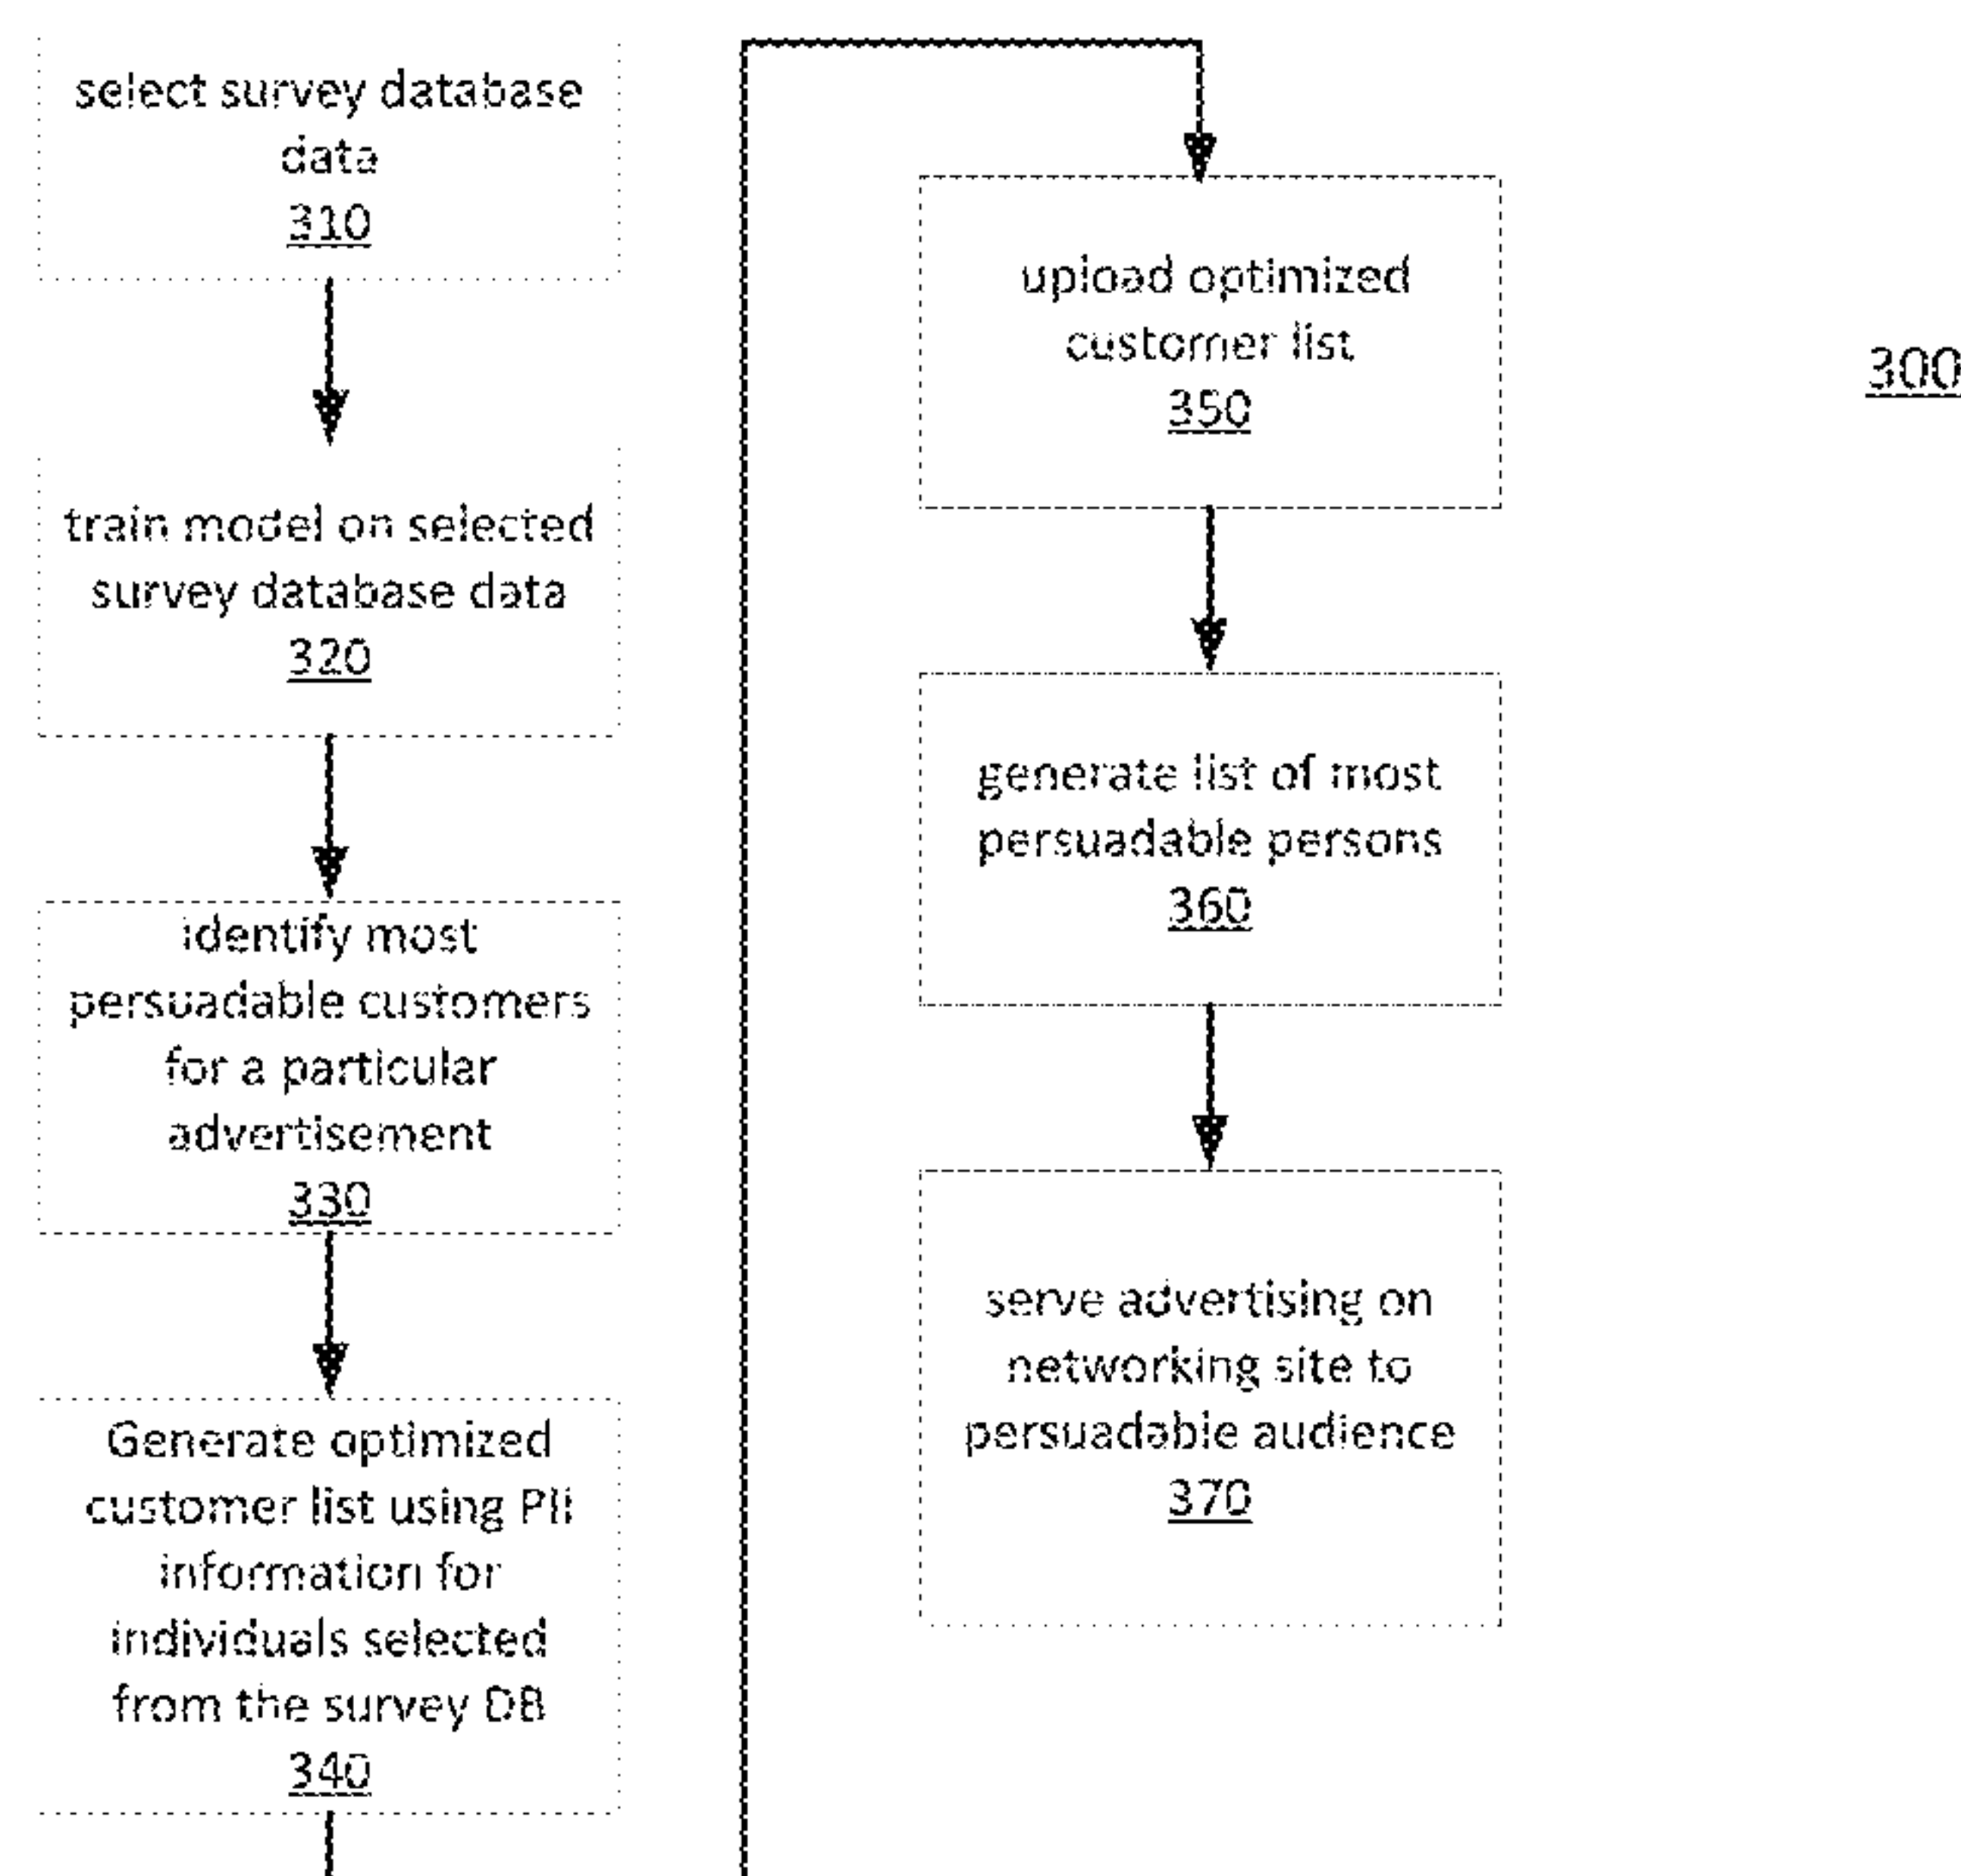 select survey database
data
310
train model on selected
survey database data
320
identify most
persuadable customers
for a particular
advertisement
330
Generate optimized
customer list using PII
information for
individuals selected
from the survey DB
340
upload optimized
customer list
350
generate list of most
persuadable persons
360
serve advertising on
networking site to
persuadable audience
370
300